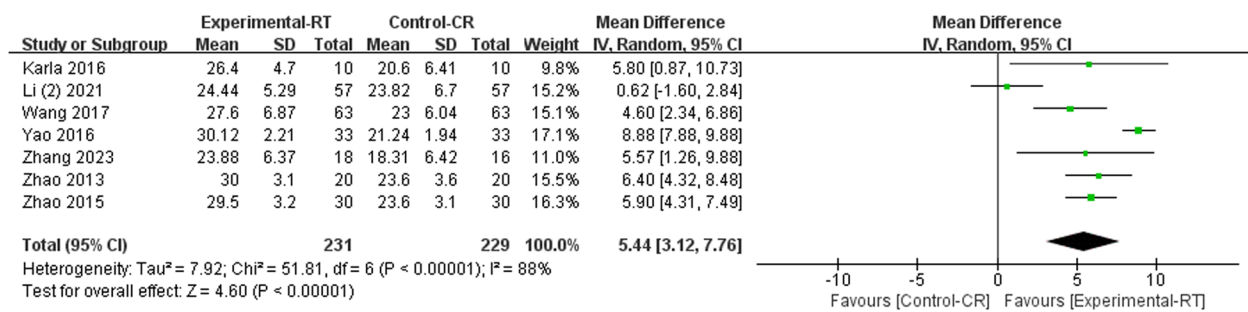 Experimental-RT Control-CR Mean Difference Mean Difference
Study or Subgroup Mean SD Total Mean SD Total Weight IV, Random, 95% CI IV, Random, 95% CI
Karla 2016 26.4 4.7 10 20.6 6.41 10 9.8% 5.80 [0.87, 10.73]
Li (2) 2021 24.44 5.29 57 23.82 6.7 57 15.2% 0.62 [-1.60, 2.84]
Wang 2017 27.6 6.87 63 23 6.04 63 15.1% 4.60 [2.34, 6.86]
Yao 2016 30.12 2.21 33 21.24 1.94 33 17.1% 8.88 [7.88, 9.88]
Zhang 2023 23.88 6.37 18 18.31 6.42 16 11.0% 5.57 [1.26, 9.88]
Zhao 2013 30 3.1 20 23.6 3.6 20 15.5% 6.40 [4.32, 8.48]
Zhao 2015 29.5 3.2 30 23.6 3.1 30 16.3% 5.90 [4.31, 7.49]
Total (95% CI) 231 229 100.0% 5.44 [3.12, 7.76]
Heterogeneity: Tau² = 7.92; Chi² = 51.81, df = 6 (P < 0.00001); I² = 88%
Test for overall effect: Z = 4.60 (P < 0.00001)
-10 -5 0 5 10
Favours [Control-CR] Favours [Experimental-RT]